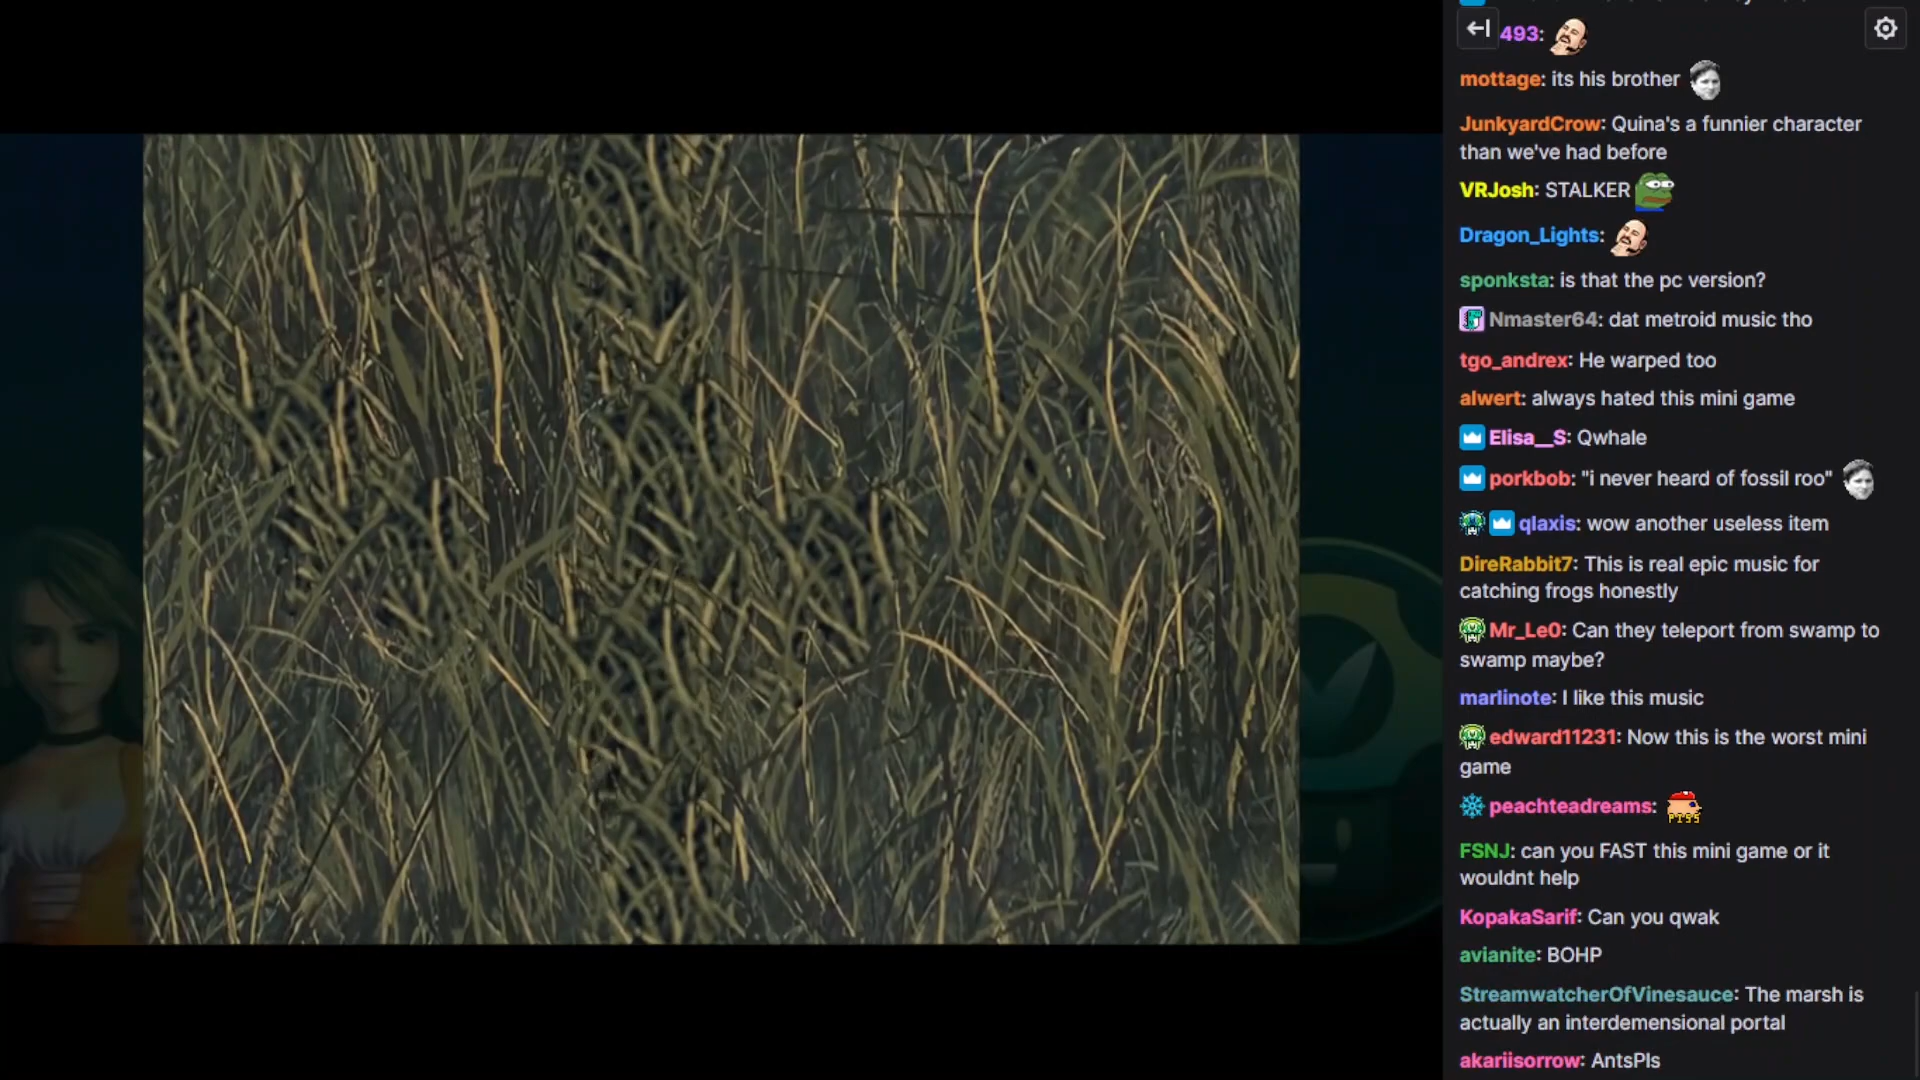 493:
mottage: its his brother
JunkyardCrow: Quina's a funnier character
than we've had before
VRJosh: STALKER
Dragon_Lights:
sponksta: is that the pc version?
Nmaster64: dat metroid music tho
tgo_andrex: He warped too
alwert: always hated this mini game
Elisa__S: Qwhale
porkbob: "i never heard of fossil roo"
qlaxis: wow another useless item
DireRabbit7: This is real epic music for
catching frogs honestly
Mr_Le0: Can they teleport from swamp to
swamp maybe?
marlinote: I like this music
edward11231: Now this is the worst mini
game
peachteadreams:
PISS
FSNJ: can you FAST this mini game or it
wouldnt help
KopakaSarif: Can you qwak
avianite: BOHP
StreamwatcherOfVinesauce: The marsh is
actually an interdemensional portal
akariisorrow: AntsPls